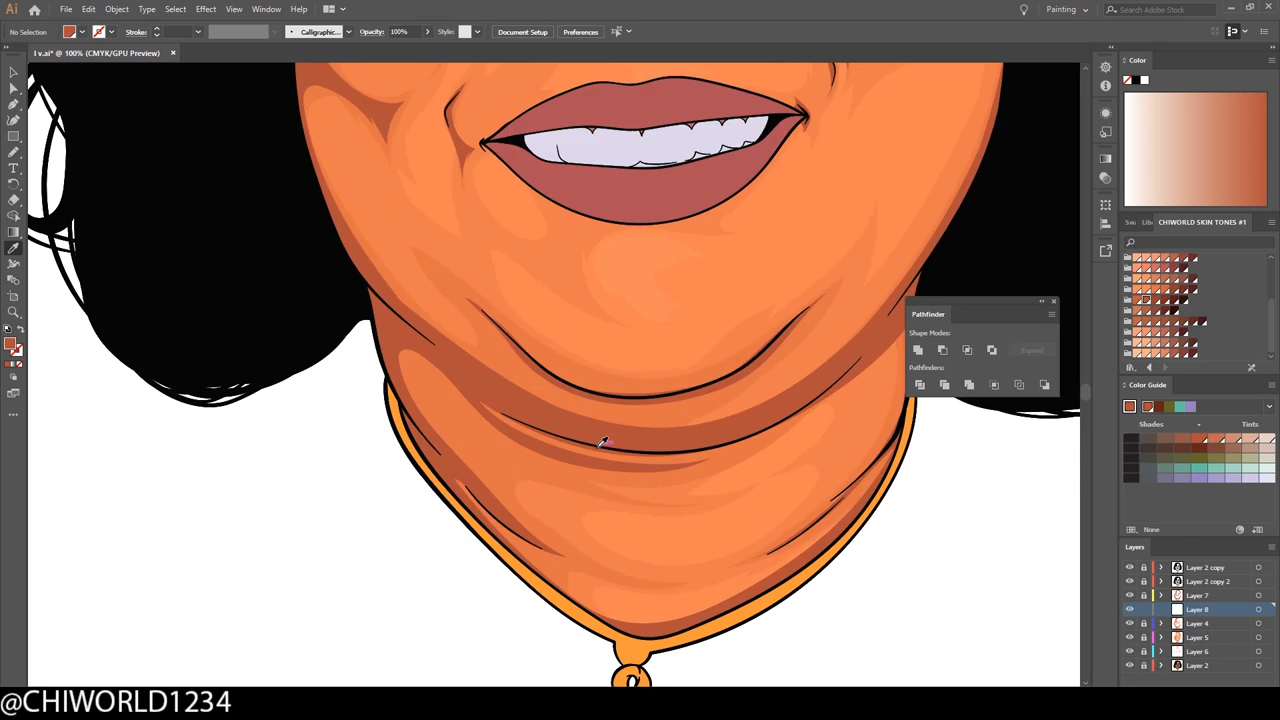 Ai File Edit Object Type Select Effect View Window Help Painting Search Adobe Stock
No Selection Stroke: Calligraphic... Opacity: 100% Style: Document Setup Preferences
I v.ai* @ 100% (CMYK/GPU Preview)
Color
Sw Lib CHIWORLD SKIN TONES #1
Pathfinder
Shape Modes:
Expand
Pathfinders:
Color Guide
Shades Tints
None
Layers
Layer 2 copy
Layer 2 copy 2
Layer 7
Layer 8
Layer 4
Layer 5
Layer 6
Layer 2
@CHIWORLD1234